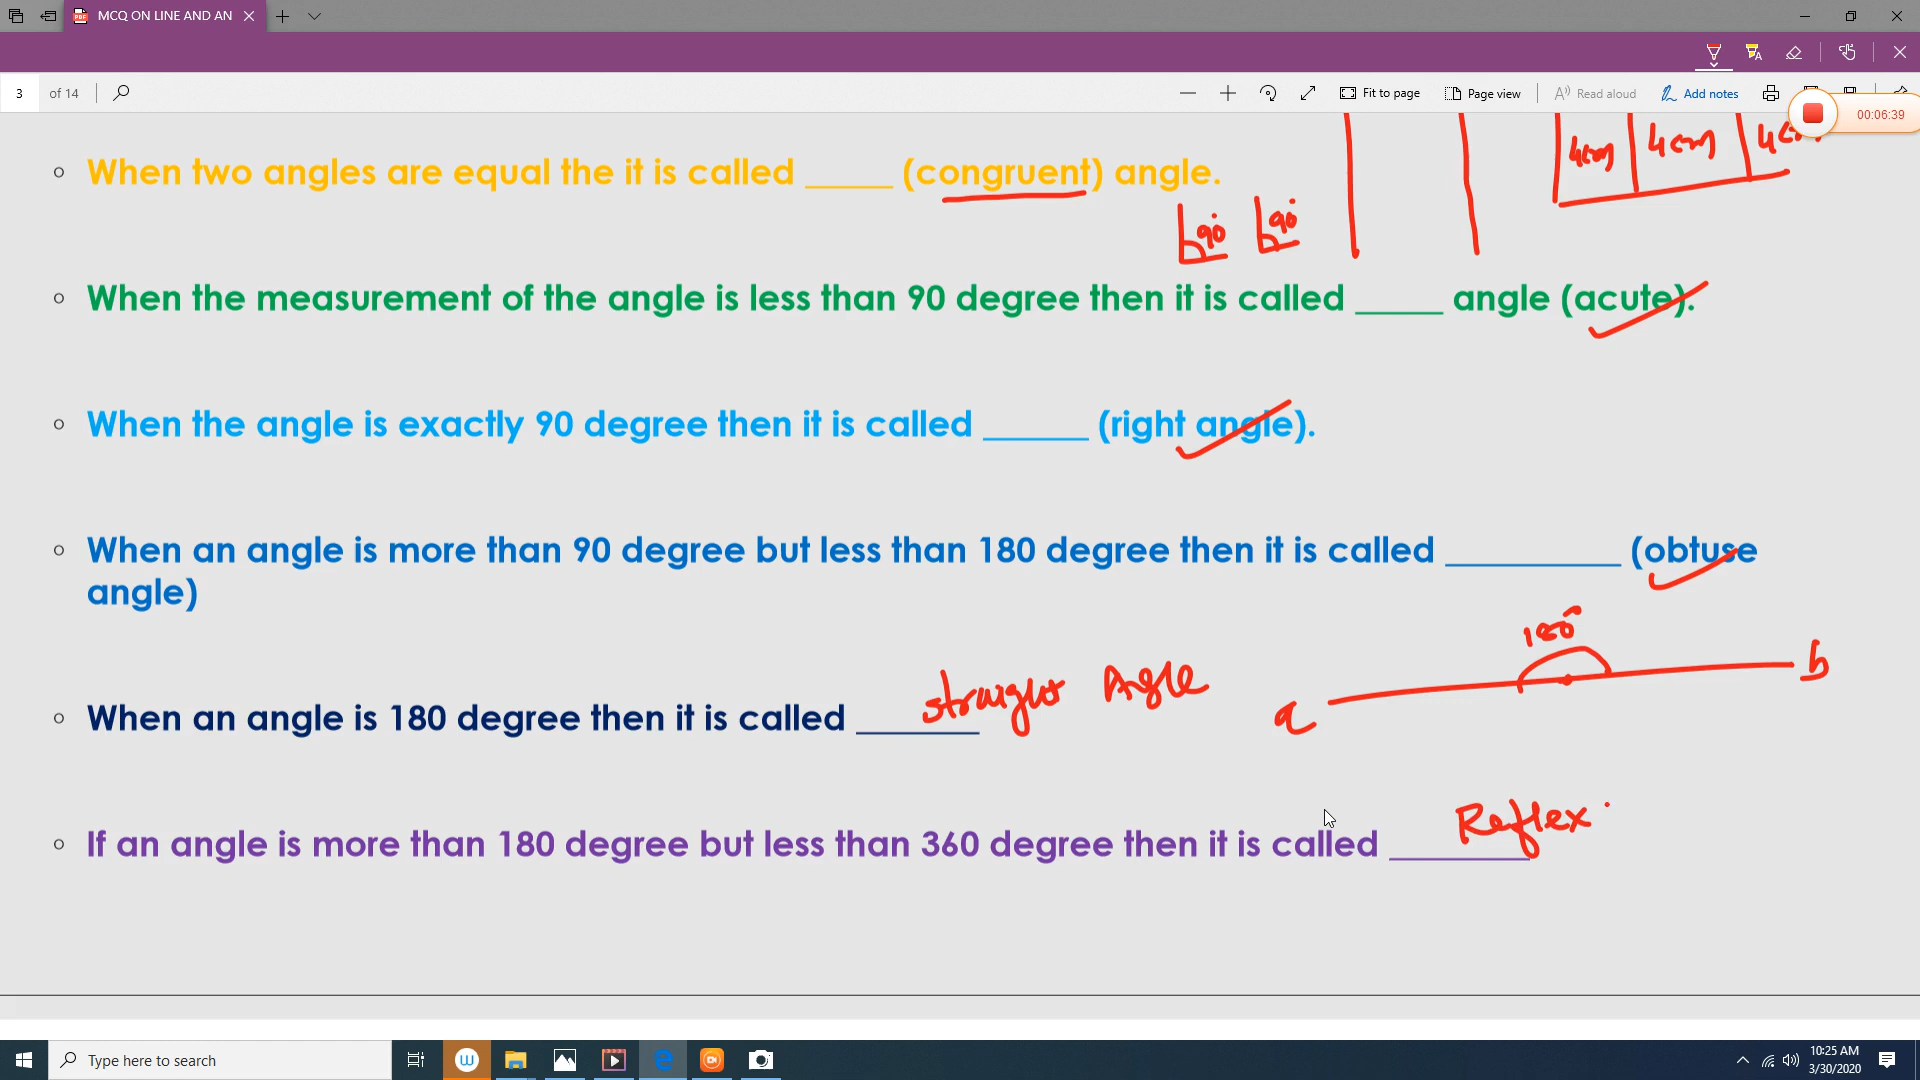 MCQ ON LINE AND AN
3 of 14
Fit to page
Page view
Read aloud
Add notes
00:06:39
4cm 4cm 4cm
When two angles are equal the it is called _____ (congruent) angle.
90° 90°
When the measurement of the angle is less than 90 degree then it is called _____ angle (acute).
When the angle is exactly 90 degree then it is called ______ (right angle).
When an angle is more than 90 degree but less than 180 degree then it is called __________ (obtuse
angle)
180°
a b
straight Agle
When an angle is 180 degree then it is called _______
Reflex
If an angle is more than 180 degree but less than 360 degree then it is called ________
Type here to search
10:25 AM
3/30/2020